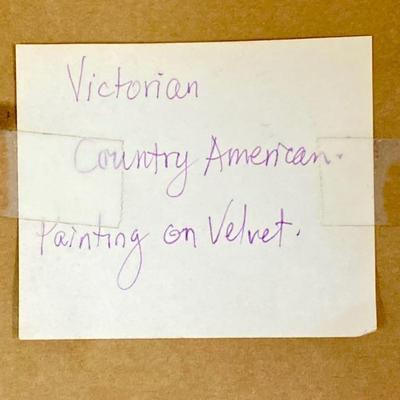 Victorian
Country American.
Painting on Velvet.